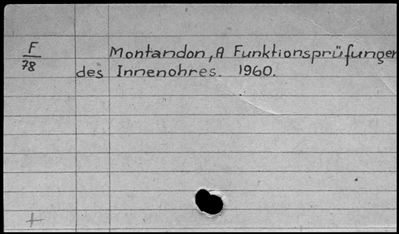 F Montandon, A Funktionsprüfungen
78 des Innenohres. 1960.
+